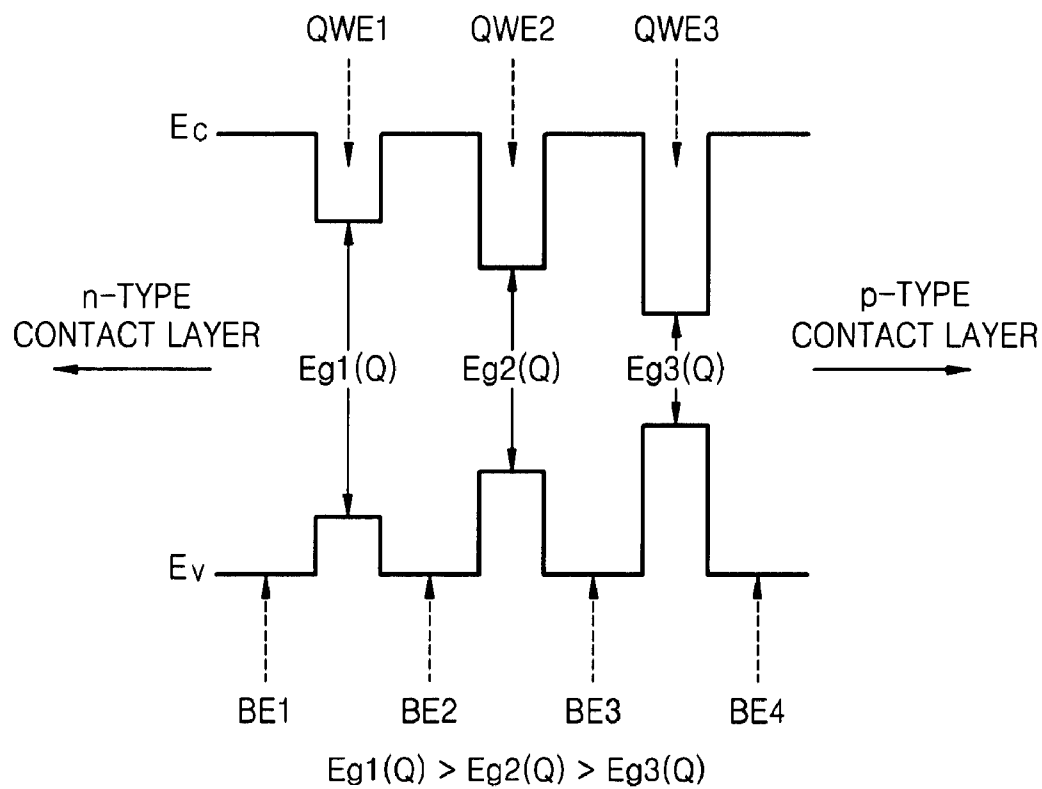 QWE1 QWE2 QWE3
Ec
n-TYPE
CONTACT LAYER
Eg1(Q) Eg2(Q) Eg3(Q)
p-TYPE
CONTACT LAYER
Ev
BE1 BE2 BE3 BE4
Eg1(Q) > Eg2(Q) > Eg3(Q)